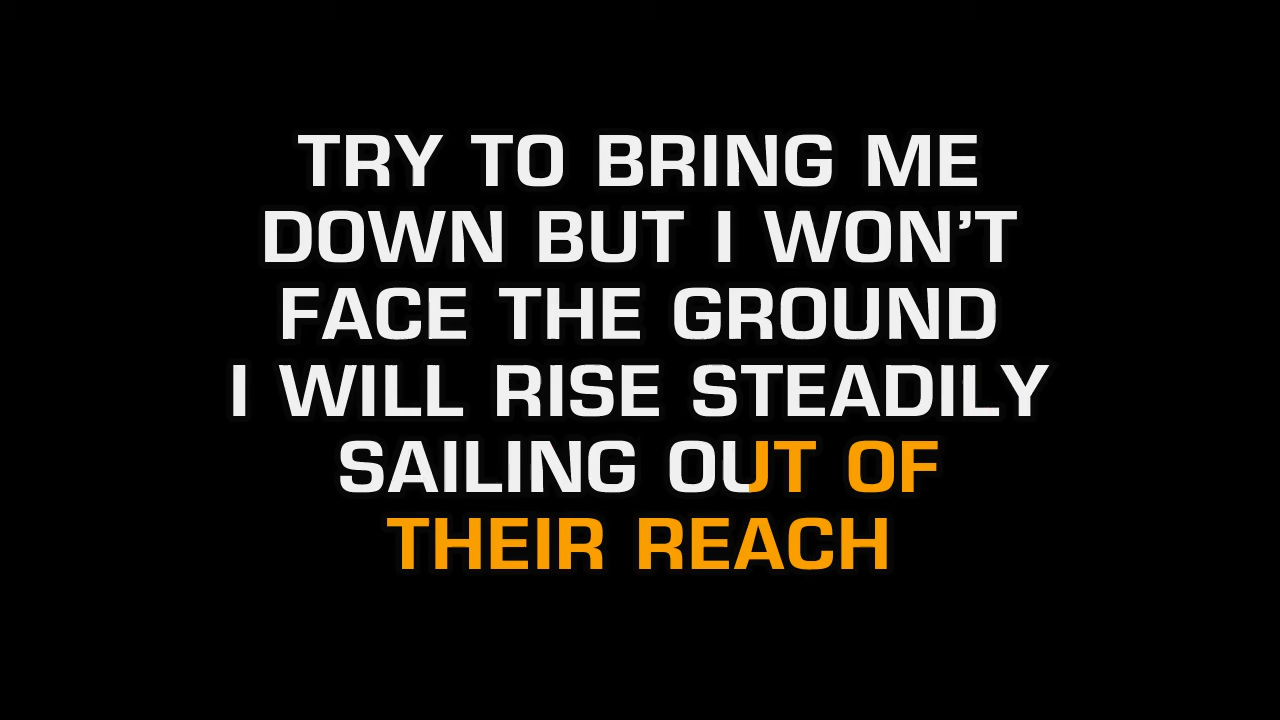 TRY TO BRING ME
DOWN BUT I WON’T
FACE THE GROUND
I WILL RISE STEADILY
SAILING OUT OF
THEIR REACH